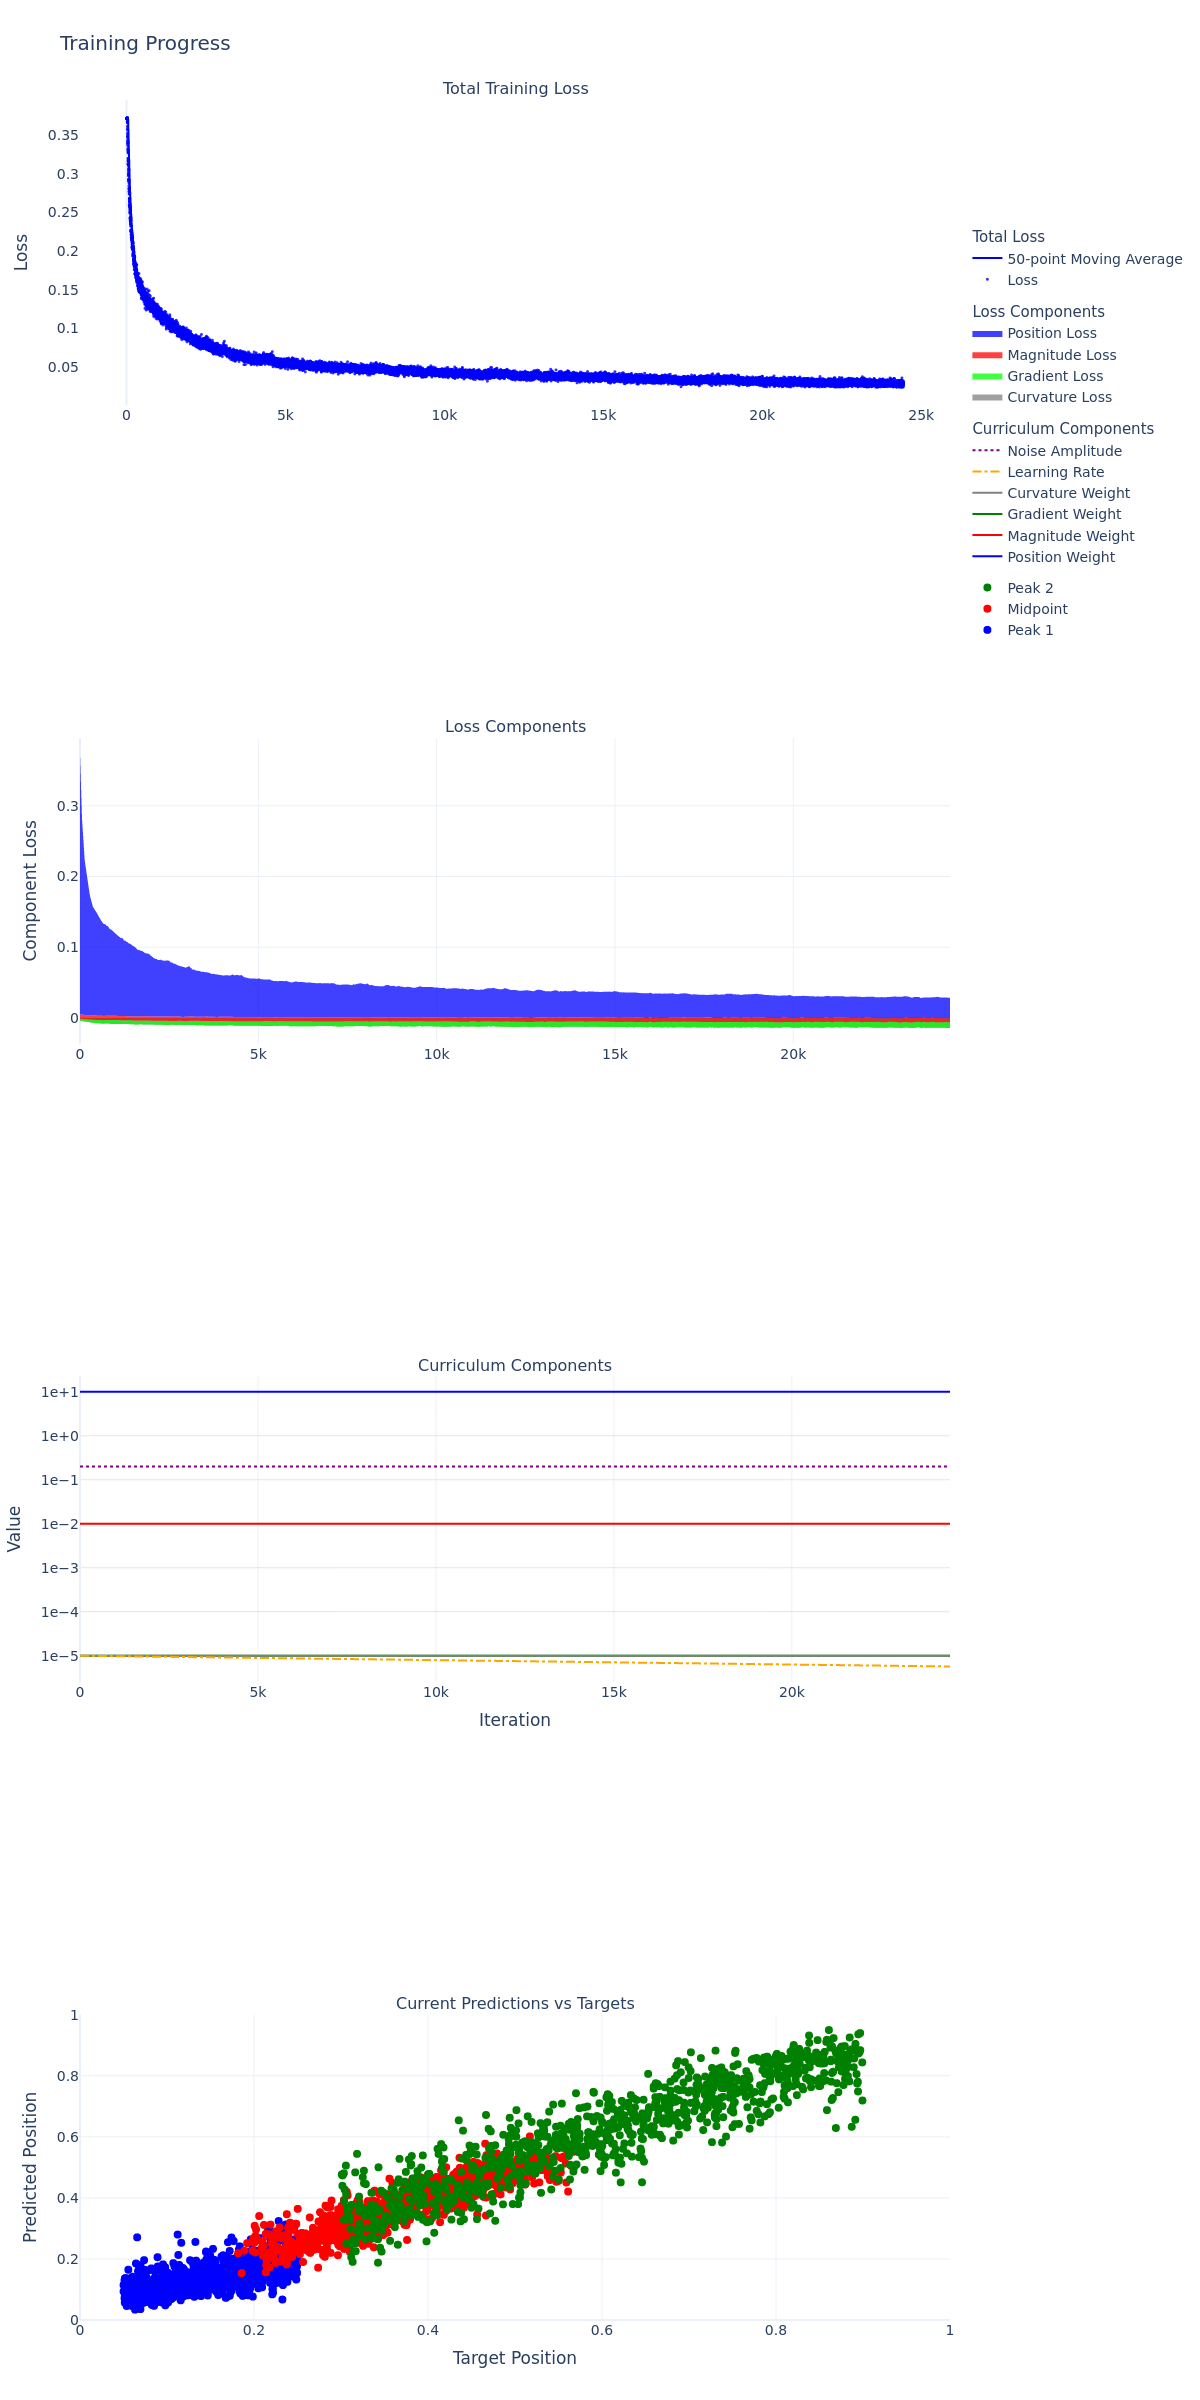 Training Progress
Total Training Loss
Loss
0.35
0.3
0.25
0.2
0.15
0.1
0.05
0 5k 10k 15k 20k 25k
Total Loss
50-point Moving Average
Loss
Loss Components
Position Loss
Magnitude Loss
Gradient Loss
Curvature Loss
Curriculum Components
Noise Amplitude
Learning Rate
Curvature Weight
Gradient Weight
Magnitude Weight
Position Weight
Peak 2
Midpoint
Peak 1
Loss Components
Component Loss
0.3
0.2
0.1
0
0 5k 10k 15k 20k
Curriculum Components
Value
1e+1
1e+0
1e−1
1e−2
1e−3
1e−4
1e−5
0 5k 10k 15k 20k
Iteration
Current Predictions vs Targets
Predicted Position
1
0.8
0.6
0.4
0.2
0
0 0.2 0.4 0.6 0.8 1
Target Position